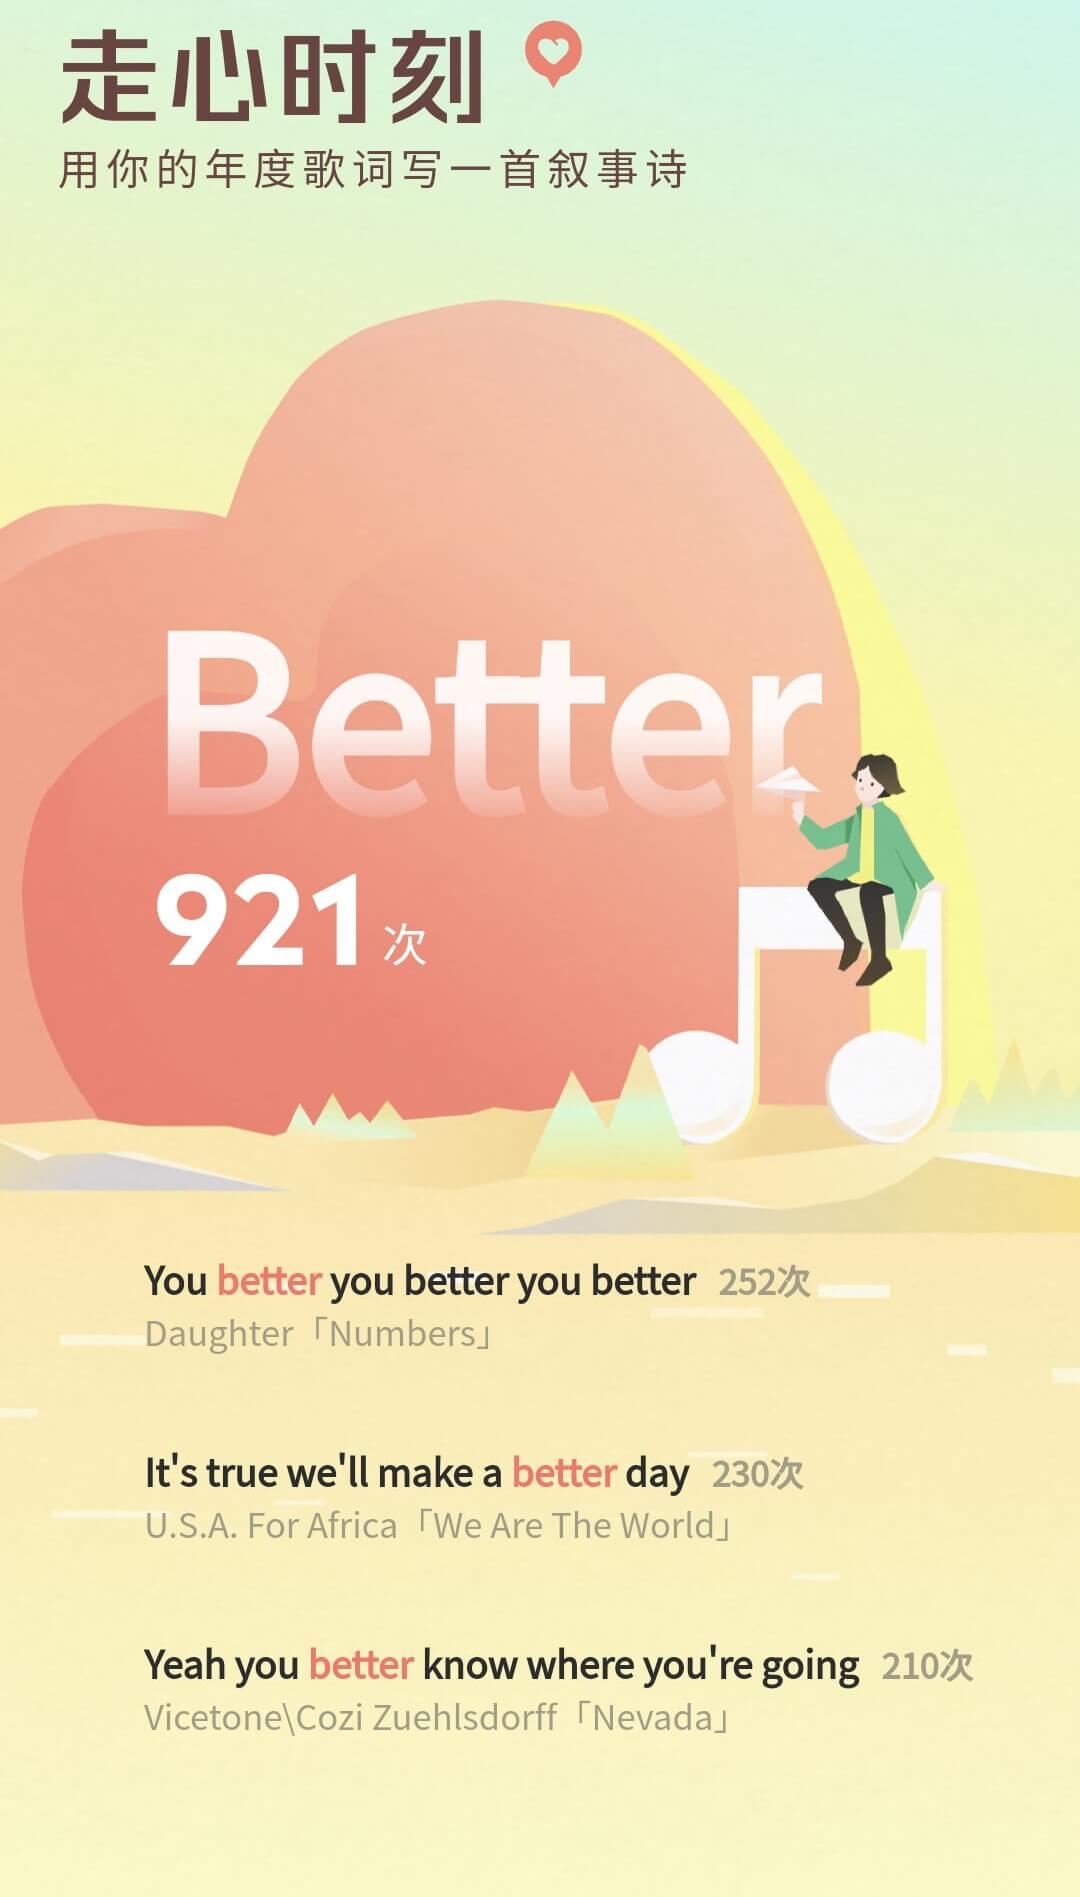 走心时刻
用你的年度歌词写一首叙事诗
Better
921次
You better you better you better 252次
Daughter「Numbers」
It's true we'll make a better day 230次
U.S.A. For Africa「We Are The World」
Yeah you better know where you're going 210次
Vicetone\Cozi Zuehlsdorff「Nevada」